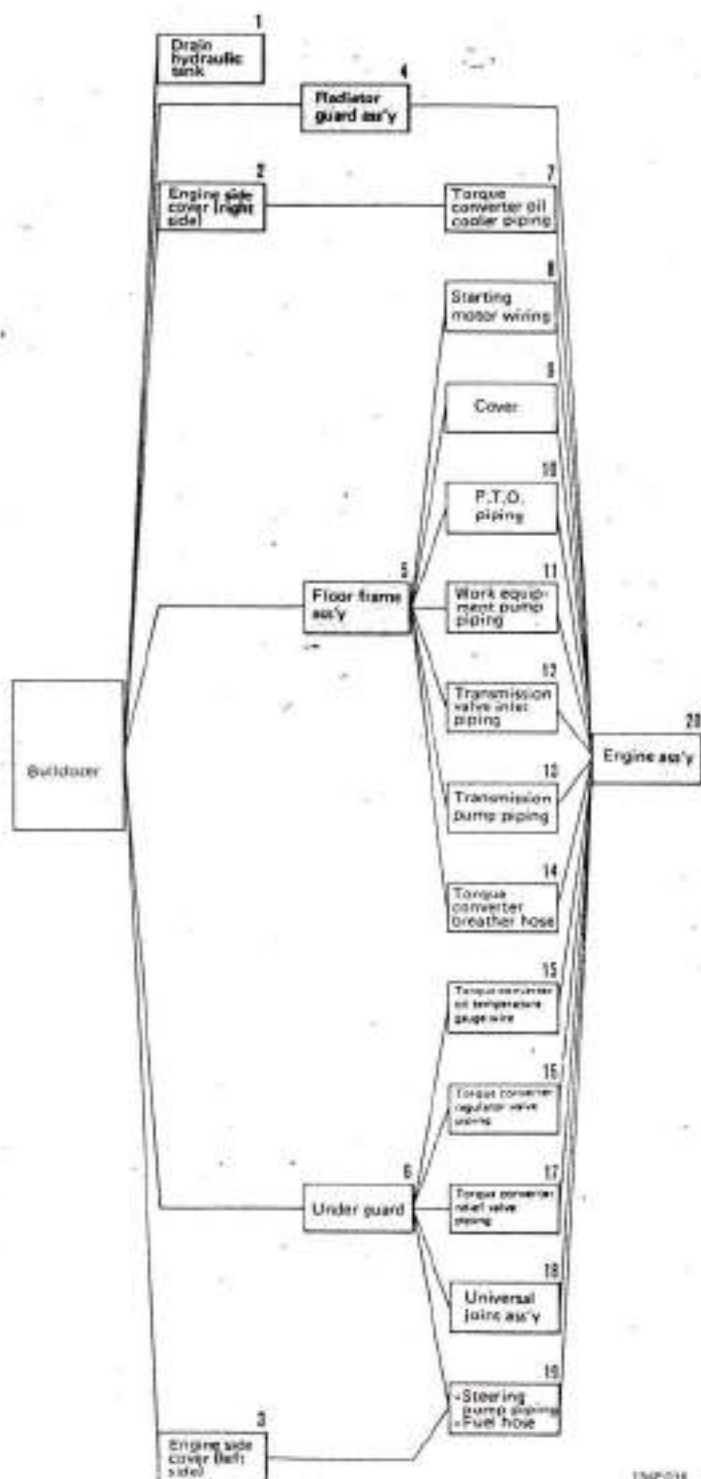 1
Drain
hydraulic
tank
4
Radiator
guard ass'y
2
Engine side
cover (right
side)
7
Torque
converter oil
cooler piping
8
Starting
motor wiring
9
Cover
10
P.T.O.
piping
5
Floor frame
ass'y
11
Work equip-
ment pump
piping
12
Transmission
valve inlet
piping
20
Engine ass'y
Bulldozer
13
Transmission
pump piping
14
Torque
converter
breather hose
15
Torque converter
oil temperature
gauge wire
16
Torque converter
regulator valve
piping
6
Under guard
17
Torque converter
relief valve
piping
18
Universal
joint ass'y
19
-Steering
pump piping
-Fuel hose
3
Engine side
cover (left
side)